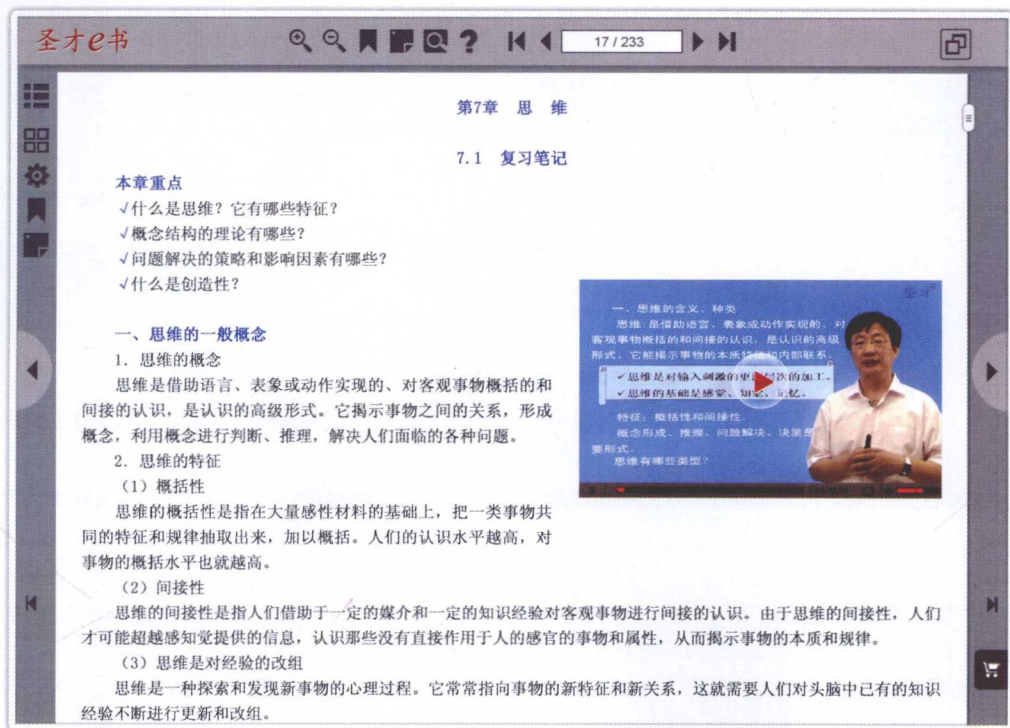 圣才e书
17 / 233
第7章 思 维
7.1 复习笔记
本章重点
√什么是思维？它有哪些特征？
√概念结构的理论有哪些？
√问题解决的策略和影响因素有哪些？
√什么是创造性？
一、思维的一般概念
1. 思维的概念
思维是借助语言、表象或动作实现的、对客观事物概括的和
间接的认识，是认识的高级形式。它揭示事物之间的关系，形成
概念，利用概念进行判断、推理，解决人们面临的各种问题。
2. 思维的特征
（1）概括性
思维的概括性是指在大量感性材料的基础上，把一类事物共
同的特征和规律抽取出来，加以概括。人们的认识水平越高，对
事物的概括水平也就越高。
（2）间接性
思维的间接性是指人们借助于一定的媒介和一定的知识经验对客观事物进行间接的认识。由于思维的间接性，人们
才可能超越感知觉提供的信息，认识那些没有直接作用于人的感官的事物和属性，从而揭示事物的本质和规律。
（3）思维是对经验的改组
思维是一种探索和发现新事物的心理过程。它常常指向事物的新特征和新关系，这就需要人们对头脑中已有的知识
经验不断进行更新和改组。
圣才
一、思维的含义、种类
思维：是借助语言、表象或动作实现的、对
客观事物概括的和间接的认识，是认识的高级
形式，它能揭示事物的本质特征和内部联系。
✓思维是对输入刺激的更深层次的加工。
✓思维的基础是感觉、知觉、记忆。
特征：概括性和间接性。
概念形成、推理、问题解决、决策是
要形式。
思维有哪些类型？